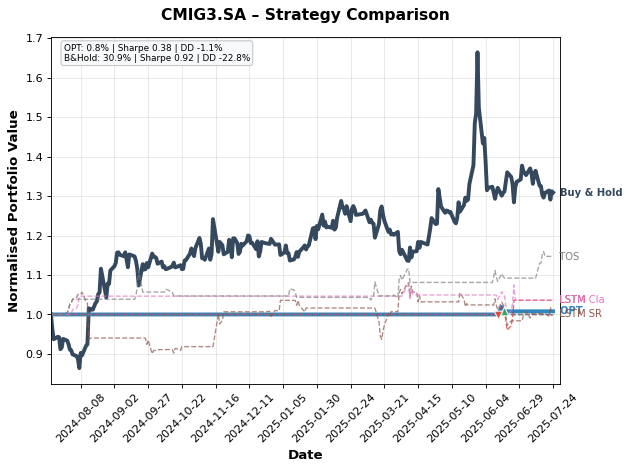 CMIG3.SA – Strategy Comparison
OPT: 0.8% | Sharpe 0.38 | DD -1.1%
B&Hold: 30.9% | Sharpe 0.92 | DD -22.8%
Normalised Portfolio Value
1.7
1.6
1.5
1.4
1.3
1.2
1.1
1.0
0.9
Buy & Hold
TOS
LSTM Cla
OPT
LSTM SR
2024-08-08
2024-09-02
2024-09-27
2024-10-22
2024-11-16
2024-12-11
2025-01-05
2025-01-30
2025-02-24
2025-03-21
2025-04-15
2025-05-10
2025-06-04
2025-06-29
2025-07-24
Date